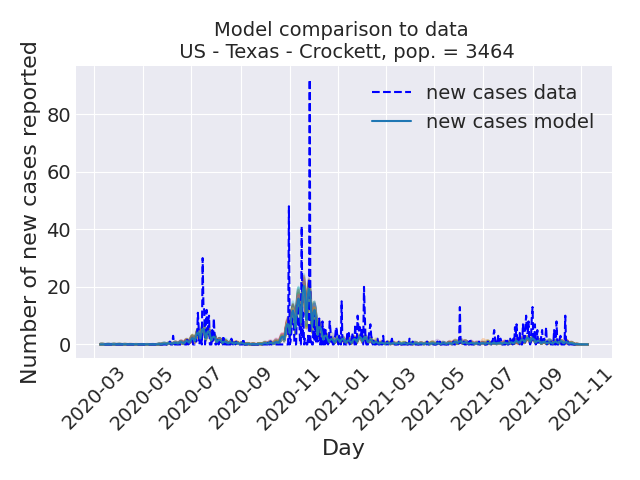 Model comparison to data
US - Texas - Crockett, pop. = 3464
new cases data
new cases model
Number of new cases reported
80
60
40
20
0
2020-03
2020-05
2020-07
2020-09
2020-11
2021-01
2021-03
2021-05
2021-07
2021-09
2021-11
Day